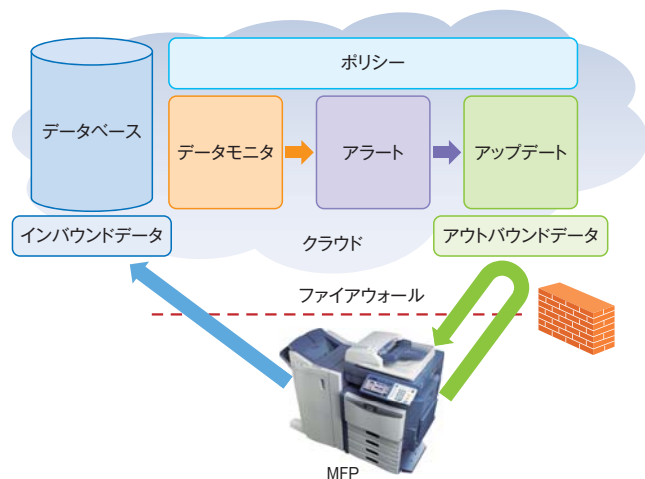 ポリシー
データベース
データモニタ
アラート
アップデート
インバウンドデータ
クラウド
アウトバウンドデータ
ファイアウォール
MFP